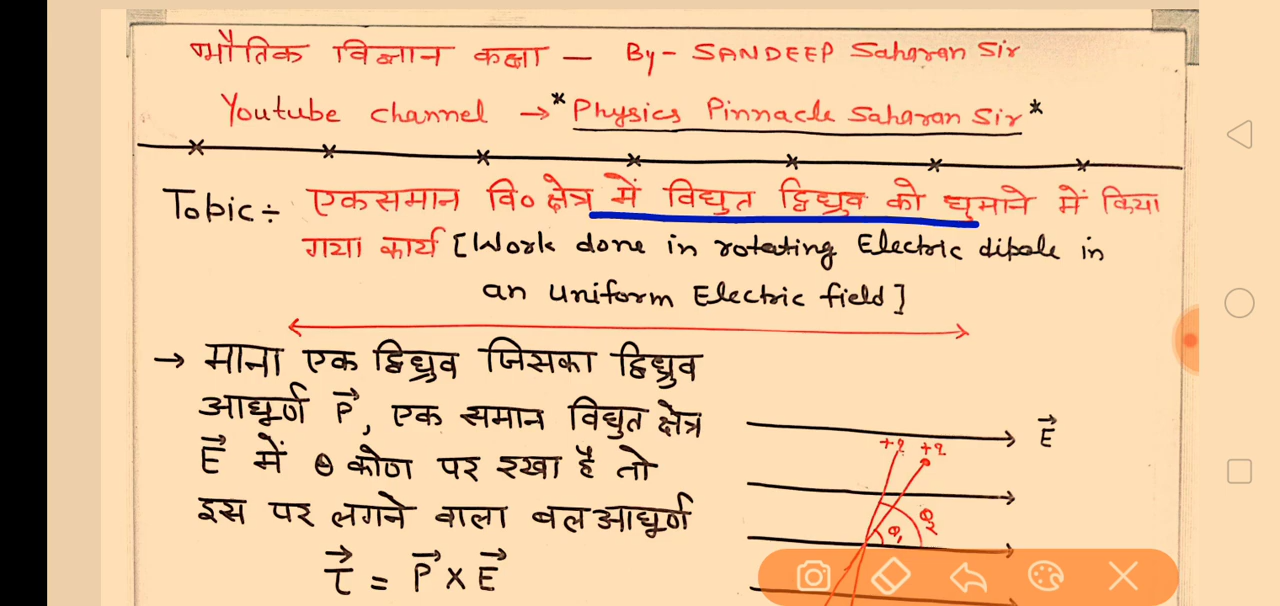 भौतिक विज्ञान कक्षा — By- SANDEEP Saharan Sir
Youtube channel → *Physics Pinnacle Saharan Sir*
Topic÷ एकसमान वि० क्षेत्र में विद्युत द्विध्रुव को घुमाने में किया
गया कार्य [Work done in rotating Electric dipole in
an uniform Electric field]
→ माना एक द्विध्रुव जिसका द्विध्रुव
आघूर्ण P⃗, एक समान विद्युत क्षेत्र
E⃗ में θ कोण पर रखा है तो
इस पर लगने वाला बलआघूर्ण
τ⃗ = P⃗ × E⃗
E⃗
+q +q
θ₁ θ₂